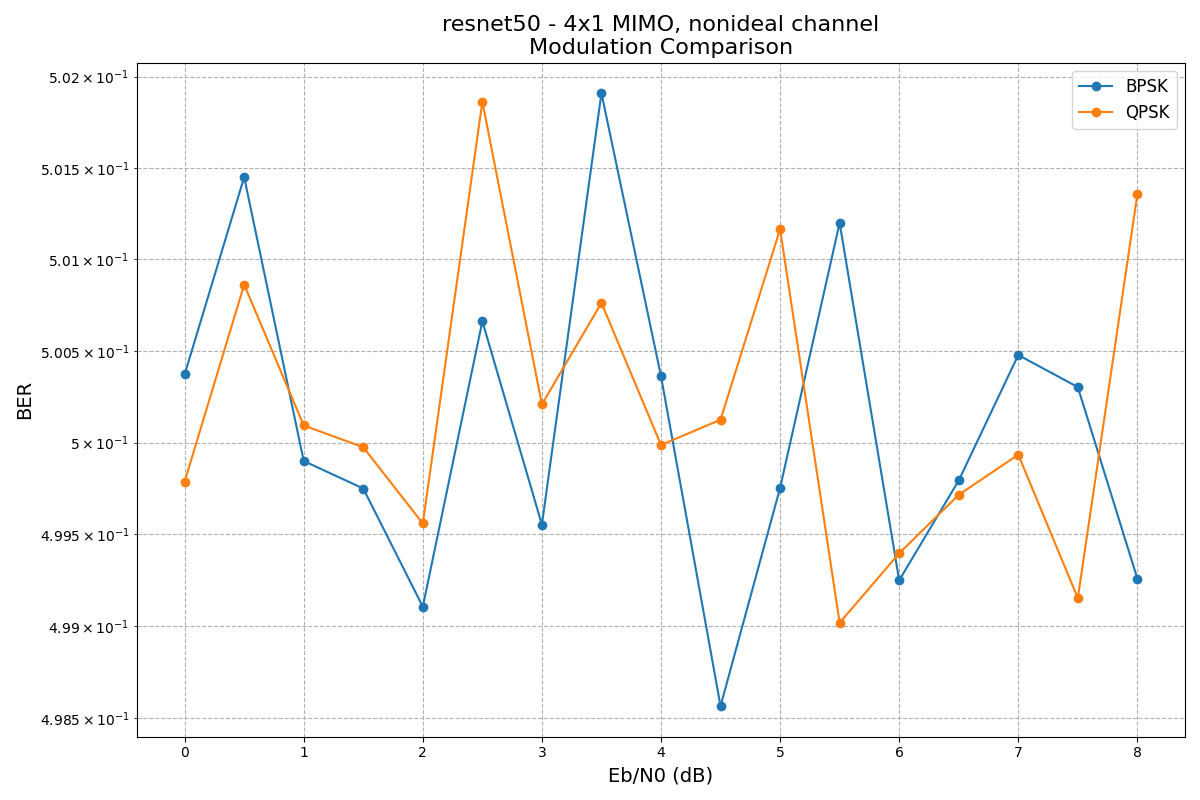 resnet50 - 4x1 MIMO, nonideal channel
Modulation Comparison
BPSK
QPSK
BER
5.02 × 10⁻¹
5.015 × 10⁻¹
5.01 × 10⁻¹
5.005 × 10⁻¹
5 × 10⁻¹
4.995 × 10⁻¹
4.99 × 10⁻¹
4.985 × 10⁻¹
0 1 2 3 4 5 6 7 8
Eb/N0 (dB)